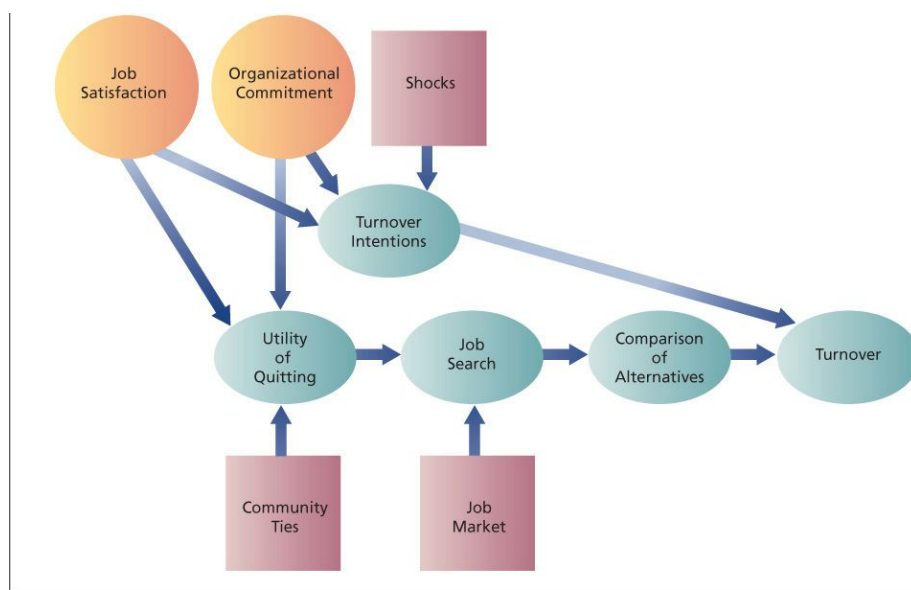 Job
Satisfaction
Organizational
Commitment
Shocks
Turnover
Intentions
Utility
of
Quitting
Job
Search
Comparison
of
Alternatives
Turnover
Community
Ties
Job
Market